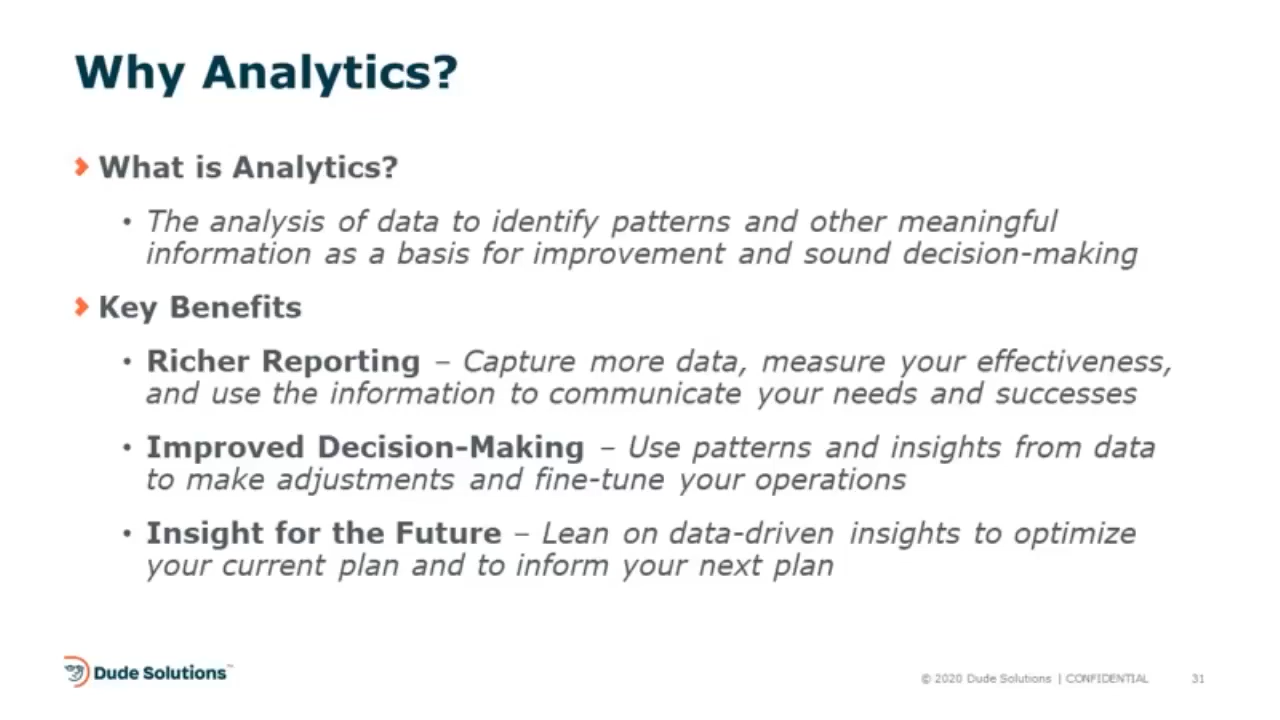 Why Analytics?
What is Analytics?
• The analysis of data to identify patterns and other meaningful
information as a basis for improvement and sound decision-making
Key Benefits
• Richer Reporting – Capture more data, measure your effectiveness,
and use the information to communicate your needs and successes
• Improved Decision-Making – Use patterns and insights from data
to make adjustments and fine-tune your operations
• Insight for the Future – Lean on data-driven insights to optimize
your current plan and to inform your next plan
Dude Solutions™
© 2020 Dude Solutions | CONFIDENTIAL 31